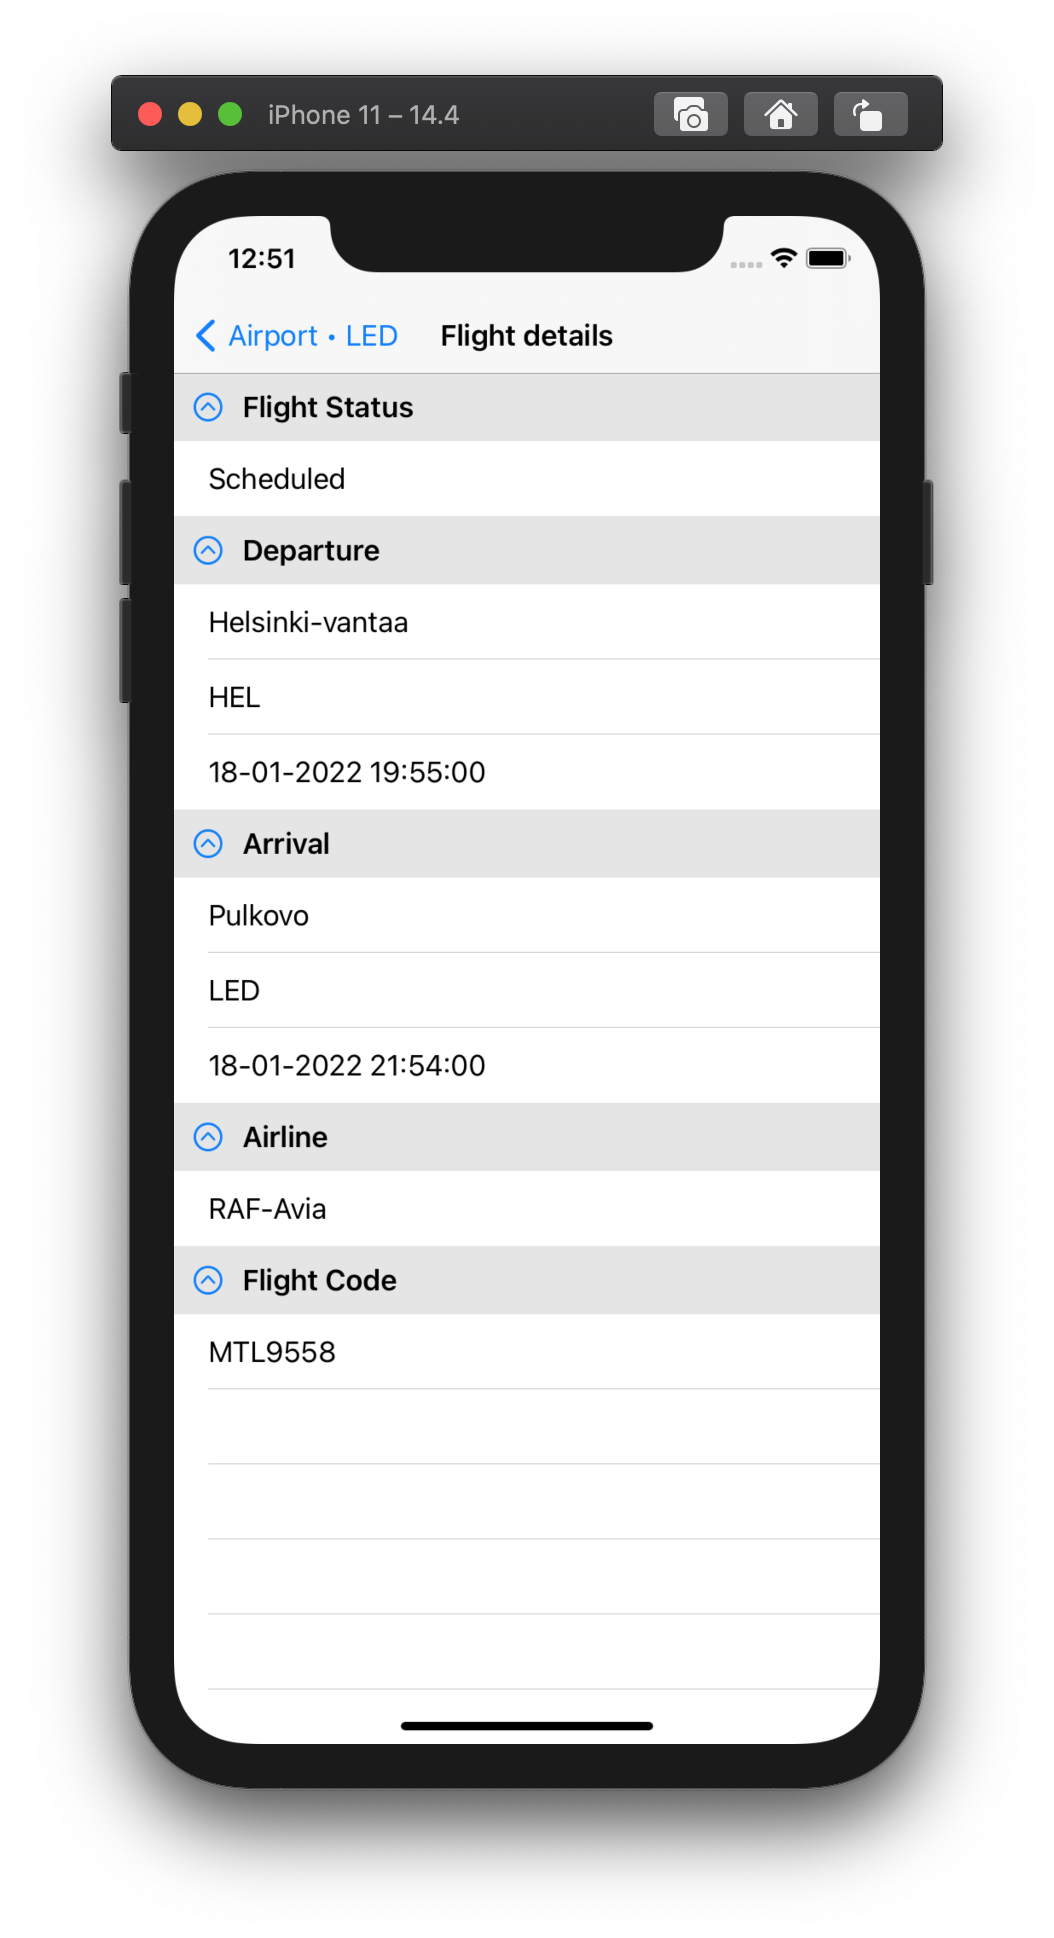 iPhone 11 – 14.4
12:51
Airport • LED Flight details
Flight Status
Scheduled
Departure
Helsinki-vantaa
HEL
18-01-2022 19:55:00
Arrival
Pulkovo
LED
18-01-2022 21:54:00
Airline
RAF-Avia
Flight Code
MTL9558